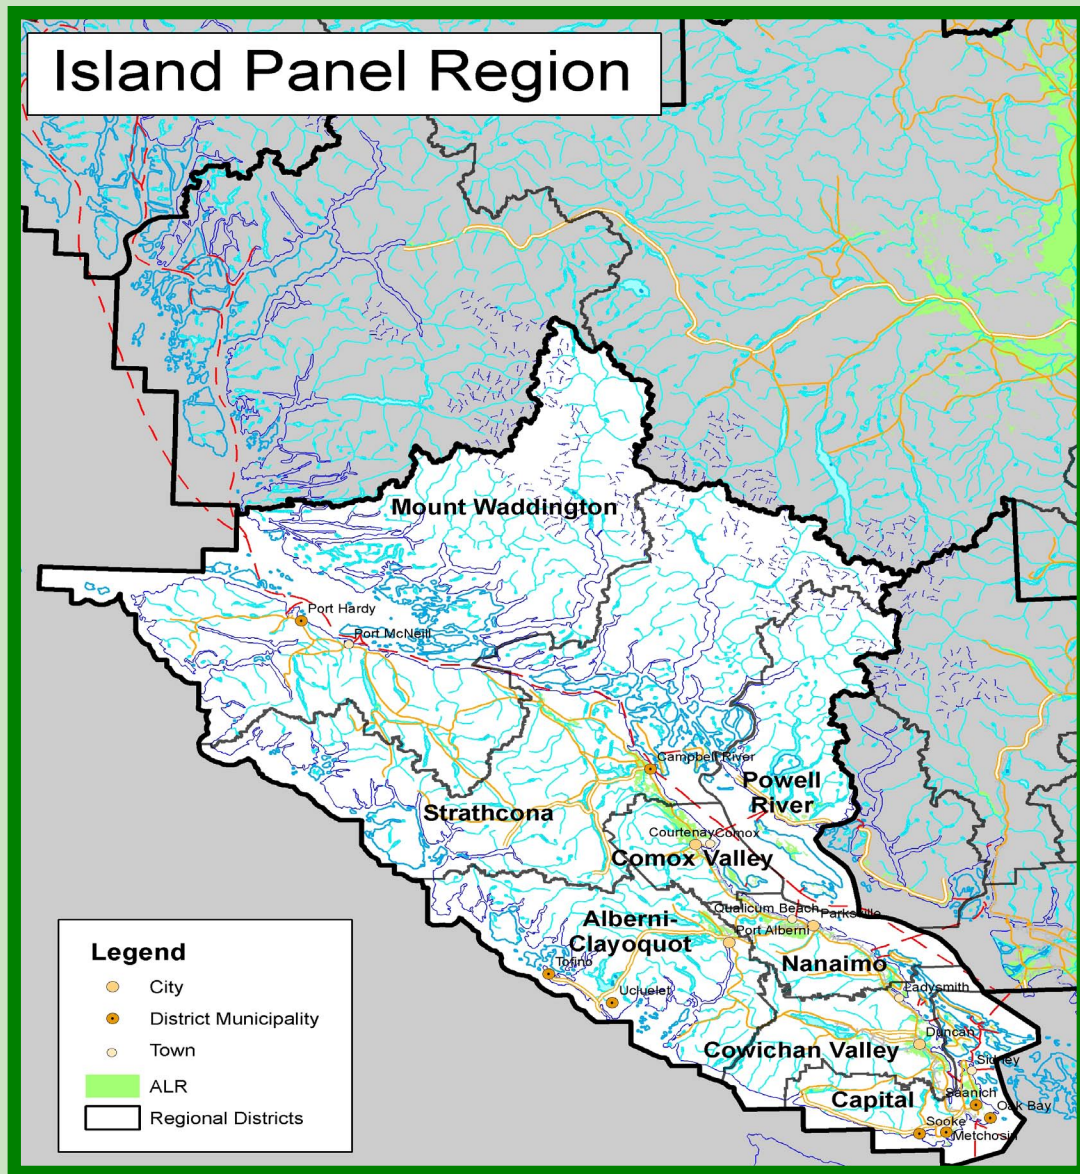 Island Panel Region
Mount Waddington
Port Hardy
Port McNeill
Campbell River
Powell
River
Strathcona
Courtenay
Comox
Comox Valley
Qualicum Beach
Parksville
Alberni-
Clayoquot
Port Alberni
Nanaimo
Tofino
Ucluelet
Ladysmith
Duncan
Cowichan Valley
Sidney
Capital
Saanich
Oak Bay
Sooke
Metchosin
Legend
City
District Municipality
Town
ALR
Regional Districts